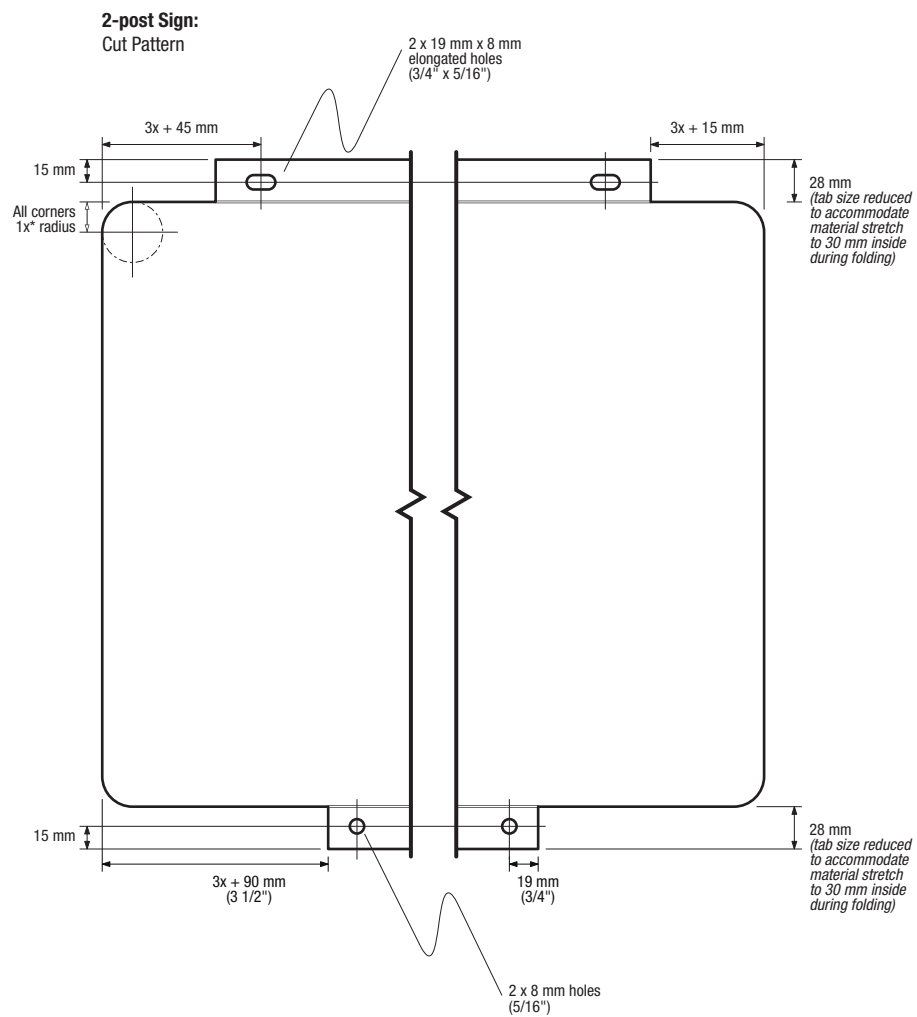 2-post Sign:
Cut Pattern
2 x 19 mm x 8 mm
elongated holes
(3/4" x 5/16")
3x + 45 mm
3x + 15 mm
15 mm
28 mm
(tab size reduced
to accommodate
material stretch
to 30 mm inside
during folding)
All corners
1x* radius
15 mm
28 mm
(tab size reduced
to accommodate
material stretch
to 30 mm inside
during folding)
3x + 90 mm
(3 1/2")
19 mm
(3/4")
2 x 8 mm holes
(5/16")